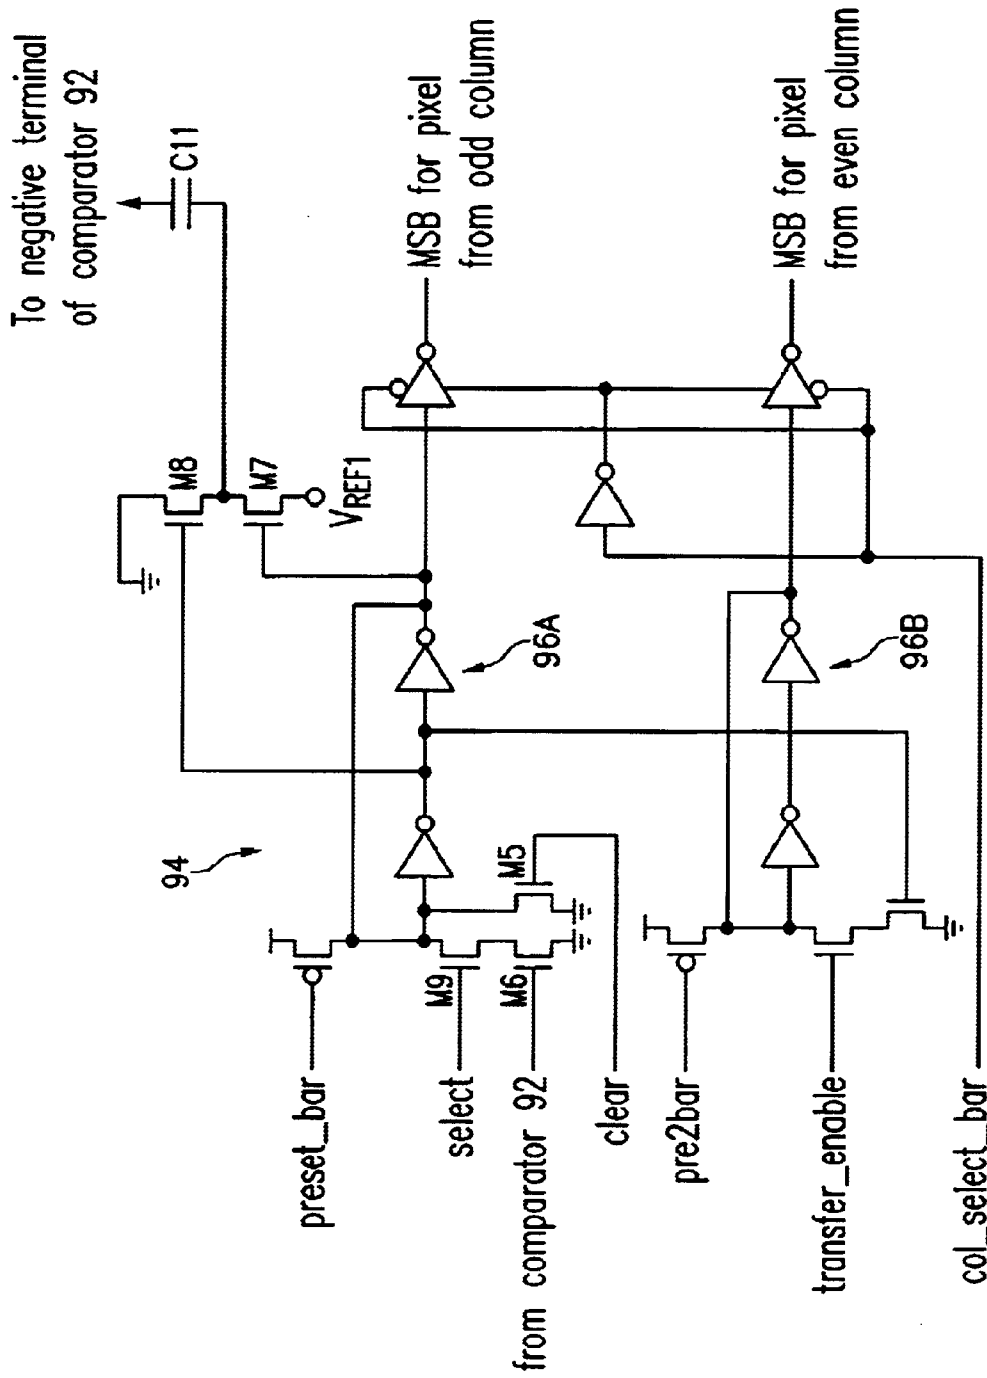 To negative terminal
of comparator 92
C11
MSB for pixel
from odd column
MSB for pixel
from even column
M8
M7
VREF1
96A
96B
94
M5
M9
M6
preset_bar
select
from comparator 92
clear
pre2bar
transfer_enable
col_select_bar